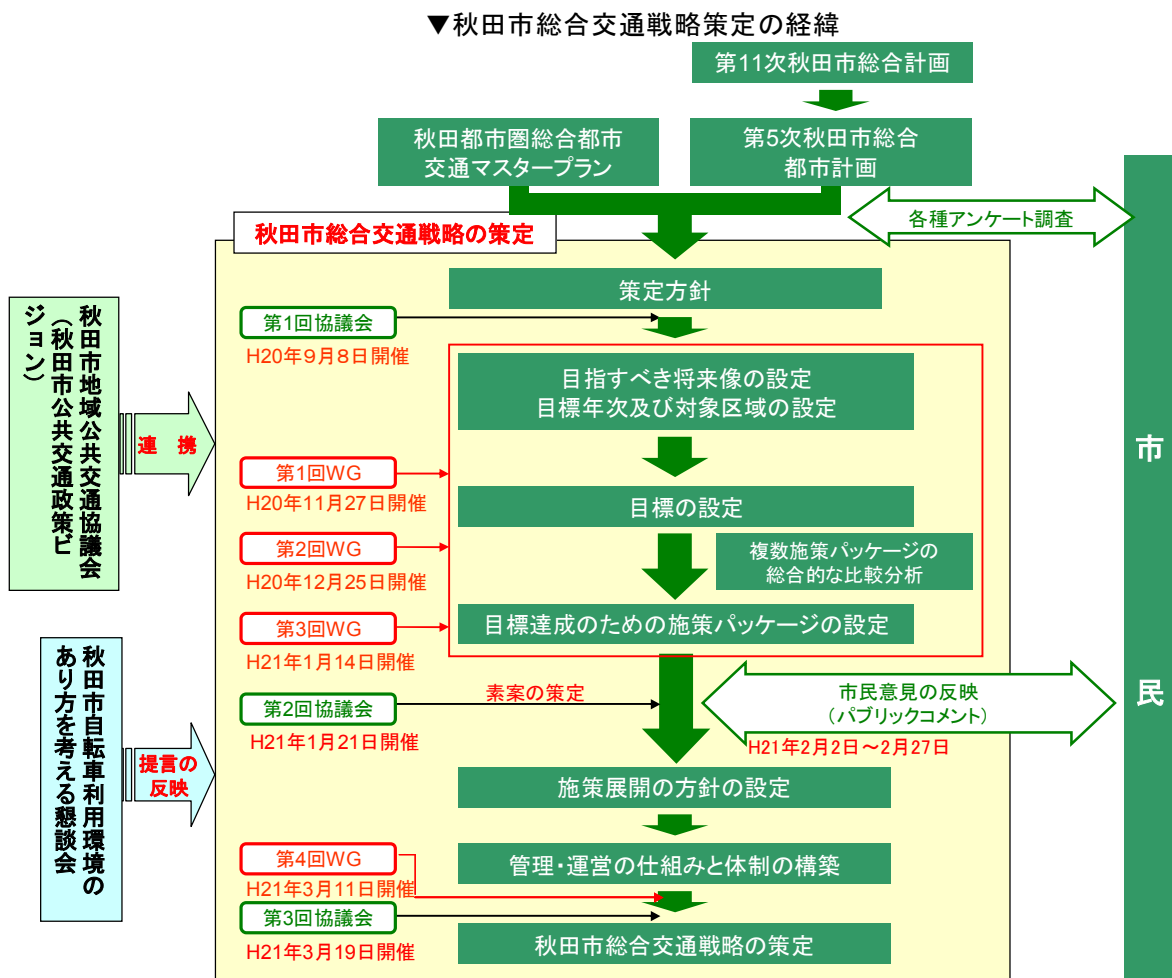 ▼秋田市総合交通戦略策定の経緯
第11次秋田市総合計画
秋田都市圏総合都市
交通マスタープラン
第5次秋田市総合
都市計画
各種アンケート調査
秋田市総合交通戦略の策定
策定方針
第1回協議会
H20年9月8日開催
目指すべき将来像の設定
目標年次及び対象区域の設定
秋田市地域公共交通協議会
（秋田市公共交通政策ビ
ジョン）
連 携
第1回WG
H20年11月27日開催
目標の設定
第2回WG
H20年12月25日開催
複数施策パッケージの
総合的な比較分析
第3回WG
H21年1月14日開催
目標達成のための施策パッケージの設定
素案の策定
第2回協議会
H21年1月21日開催
市民意見の反映
（パブリックコメント）
H21年2月2日～2月27日
秋田市自転車利用環境の
あり方を考える懇談会
提言の
反映
施策展開の方針の設定
第4回WG
H21年3月11日開催
管理・運営の仕組みと体制の構築
第3回協議会
H21年3月19日開催
秋田市総合交通戦略の策定
市民